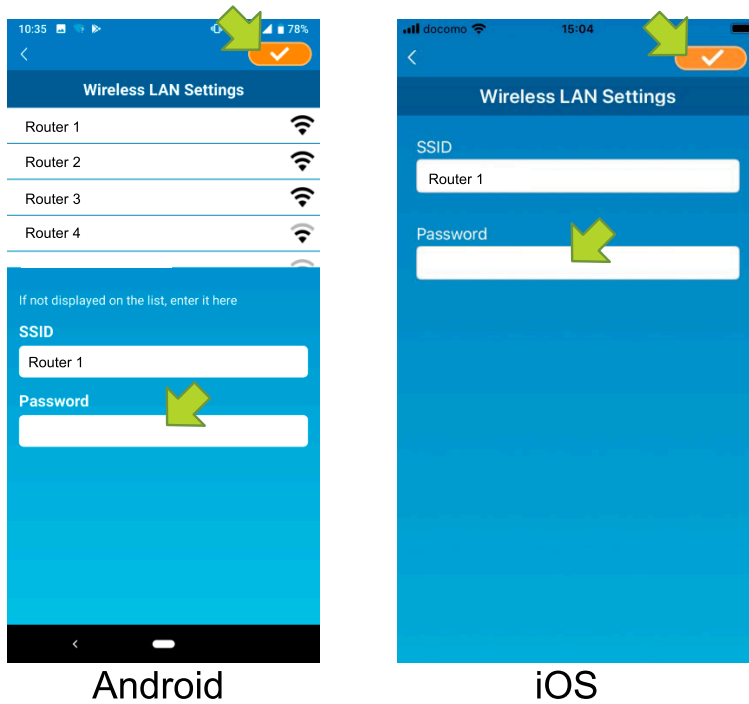 10:35
78%
Wireless LAN Settings
Router 1
Router 2
Router 3
Router 4
If not displayed on the list, enter it here
SSID
Router 1
Password
Android
docomo
15:04
Wireless LAN Settings
SSID
Router 1
Password
iOS